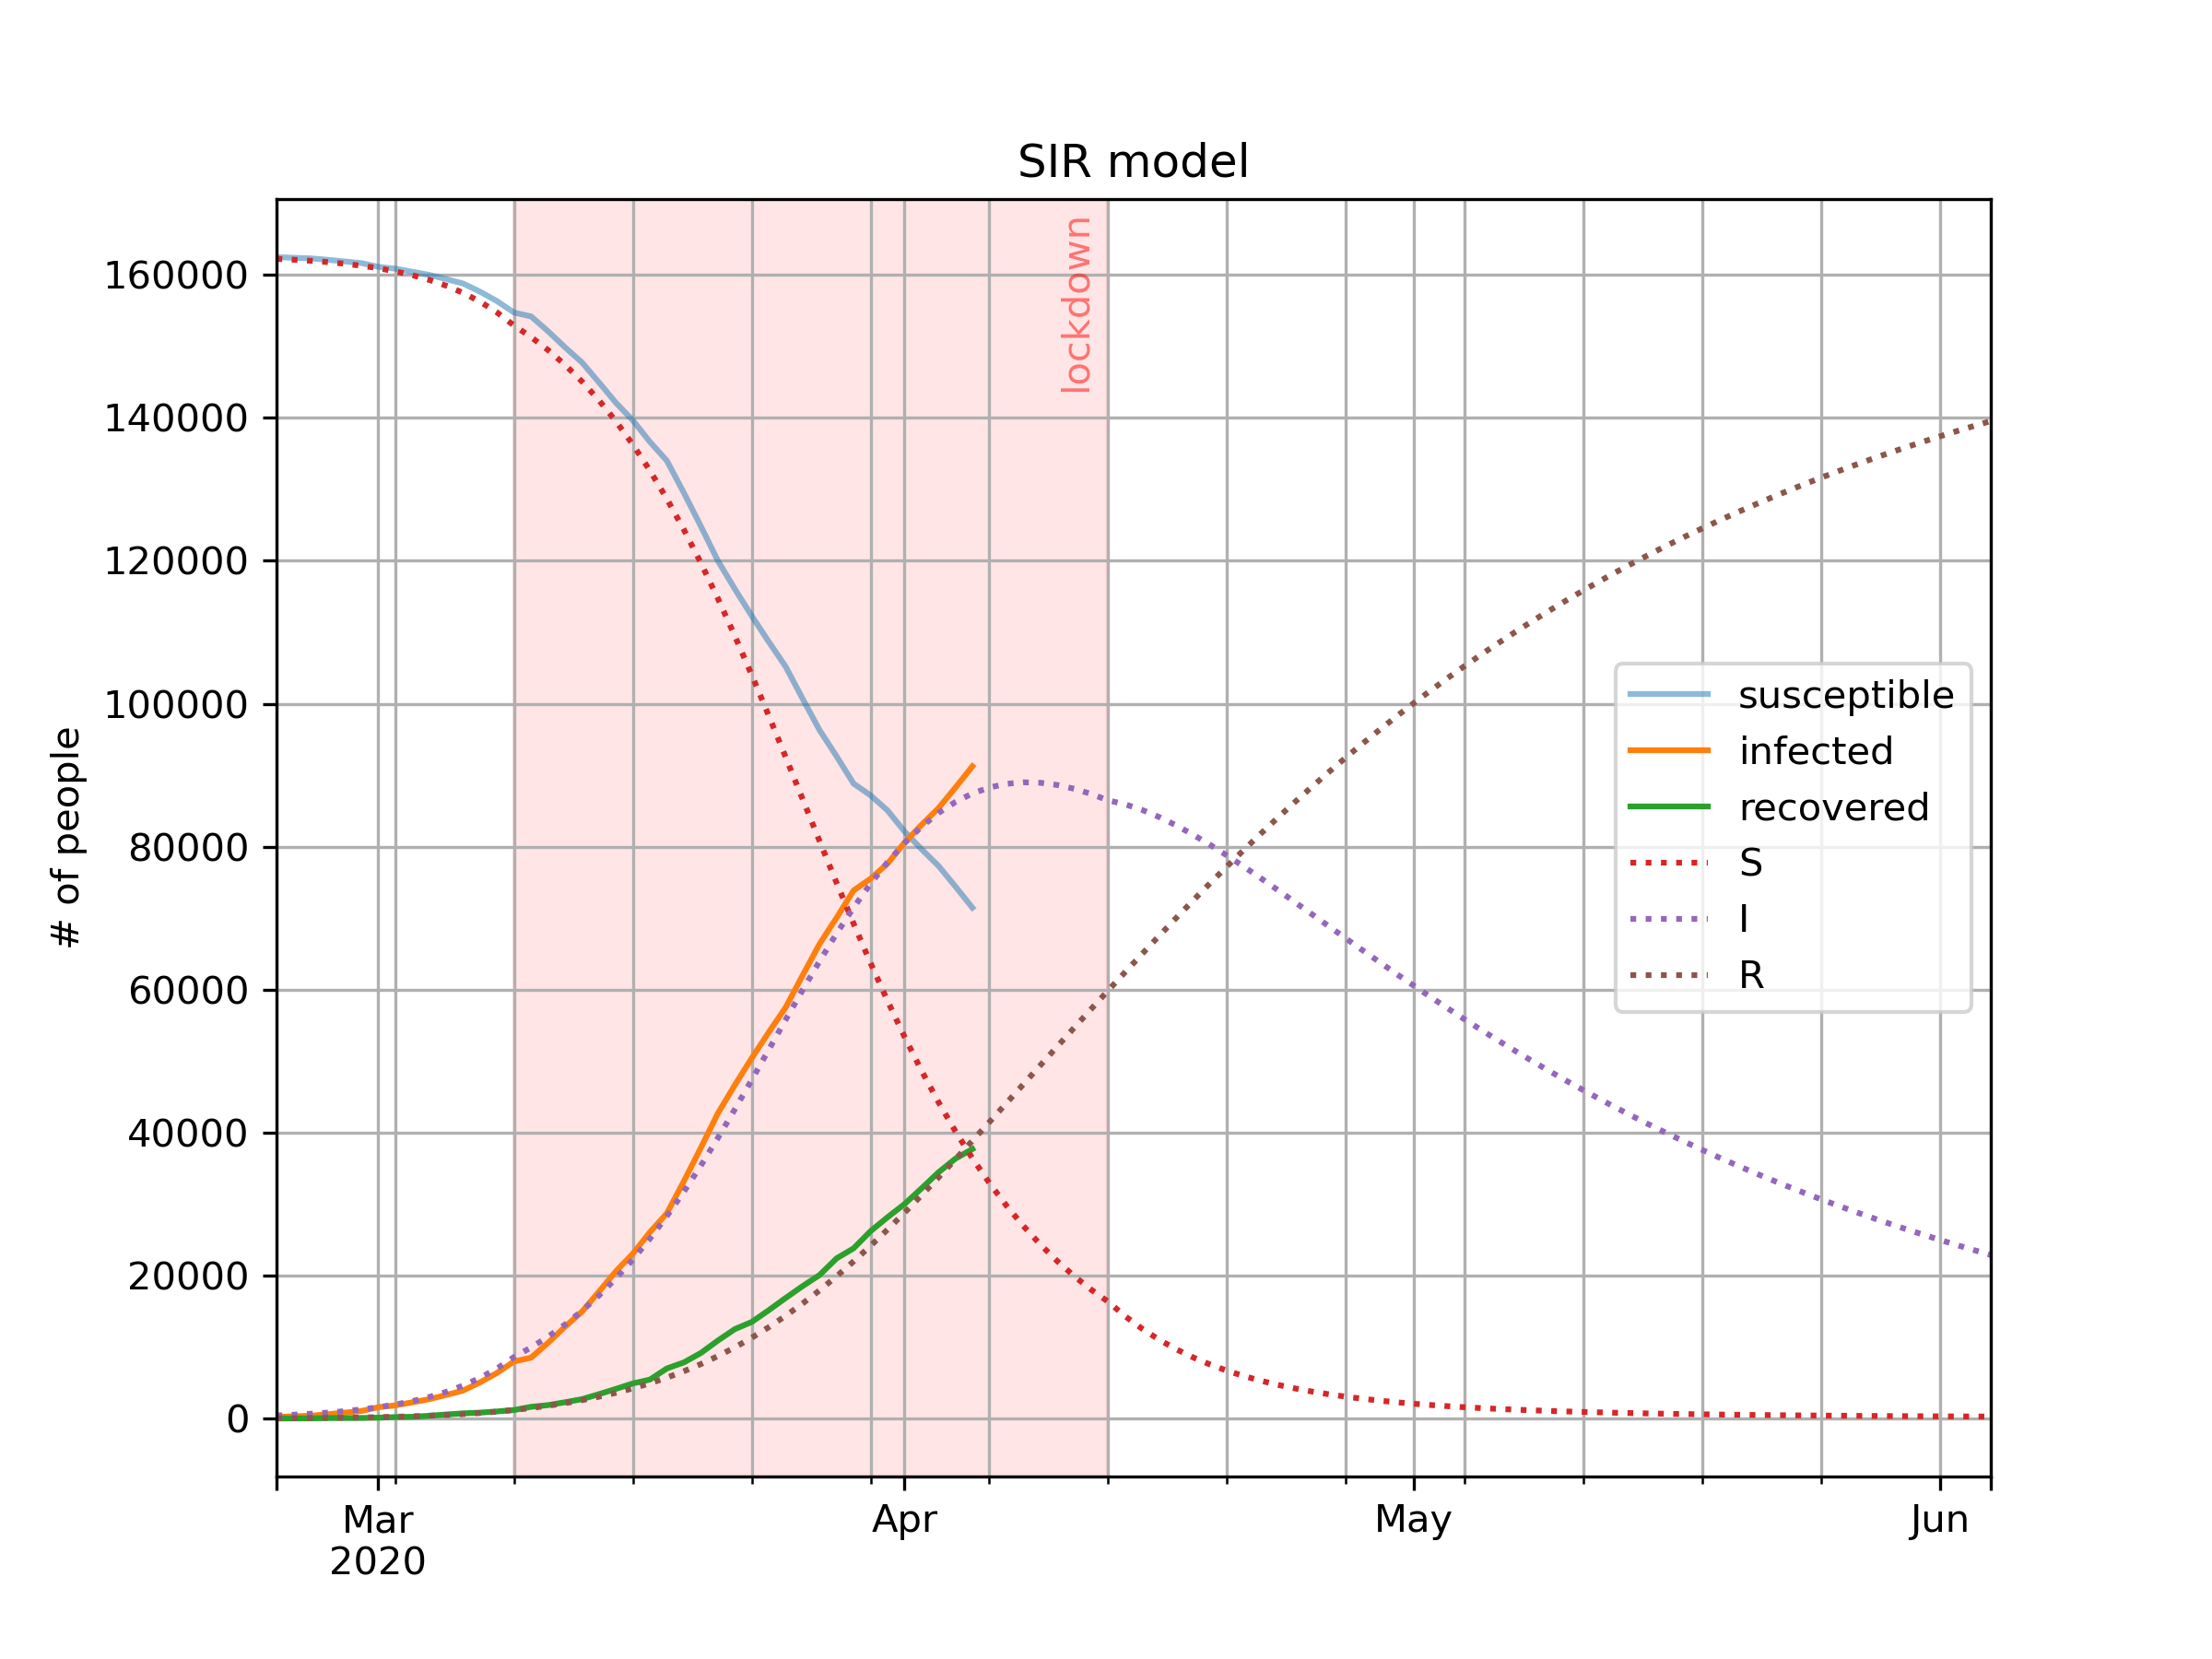 SIR model
lockdown
160000
140000
120000
100000
80000
60000
40000
20000
0
# of people
susceptible
infected
recovered
S
I
R
Mar
2020
Apr
May
Jun